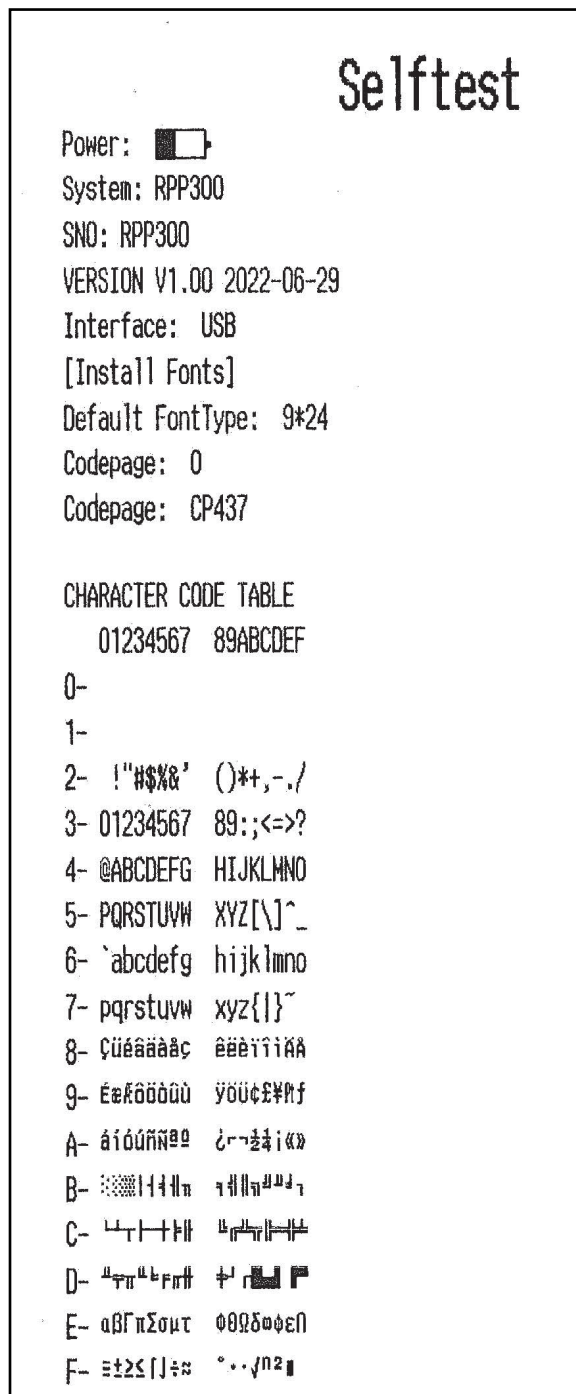 Selftest
Power:
System: RPP300
SNO: RPP300
VERSION V1.00 2022-06-29
Interface: USB
[Install Fonts]
Default FontType: 9*24
Codepage: 0
Codepage: CP437
CHARACTER CODE TABLE
01234567 89ABCDEF
0-
1-
2- !"#$%&' ()*+,-./
3- 01234567 89:;<=>?
4- @ABCDEFG HIJKLMNO
5- PQRSTUVW XYZ[\]^_
6- `abcdefg hijklmno
7- pqrstuvw xyz{|}~
8- Çüéâäàåç êëèïîìÄÅ
9- ÉæÆôöòûù ÿÖÜ¢£¥₧ƒ
A- áíóúñÑªº ¿⌐¬½¼¡«»
B- ░▒▓│┤╡╢╖ ╕╣║╗╝╜╛┐
C- └┴┬├─┼╞╟ ╚╔╩╦╠═╬╧
D- ╨╤╥╙╘╒╓╫ ╪┘┌█▄▌▐▀
E- αßΓπΣσµτ ΦΘΩδ∞φε∩
F- ≡±≥≤⌠⌡÷≈ °∙·√ⁿ²■